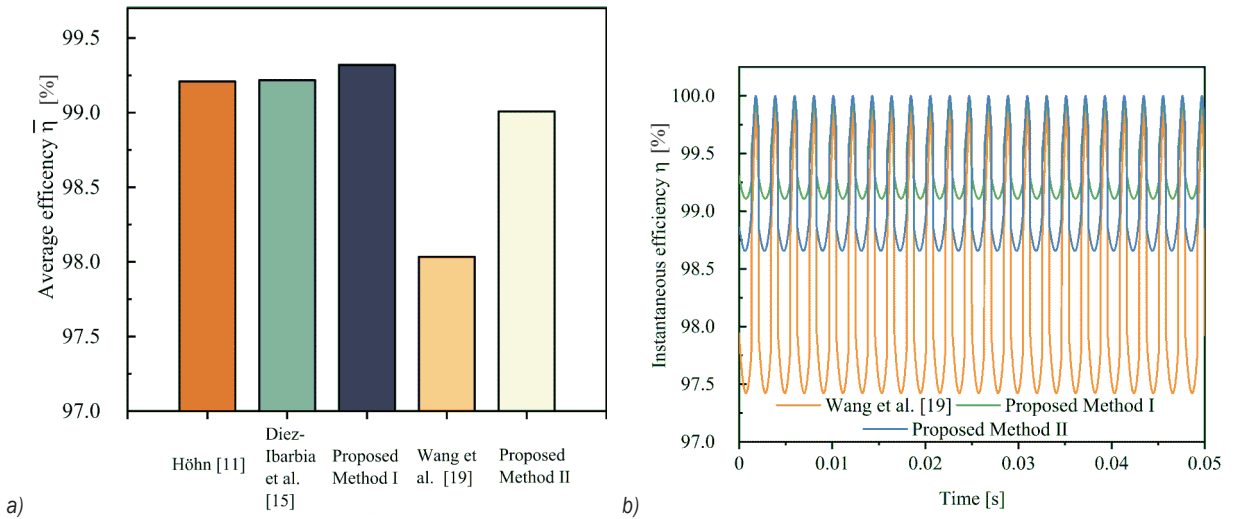 Average efficency η̅ [%]
99.5
99.0
98.5
98.0
97.5
97.0
Höhn [11]
Diez-
Ibarbia
et al.
[15]
Proposed
Method I
Wang et
al. [19]
Proposed
Method II
a)
Instantaneous efficiency η [%]
100.0
99.5
99.0
98.5
98.0
97.5
97.0
Wang et al. [19]
Proposed Method I
Proposed Method II
0 0.01 0.02 0.03 0.04 0.05
Time [s]
b)